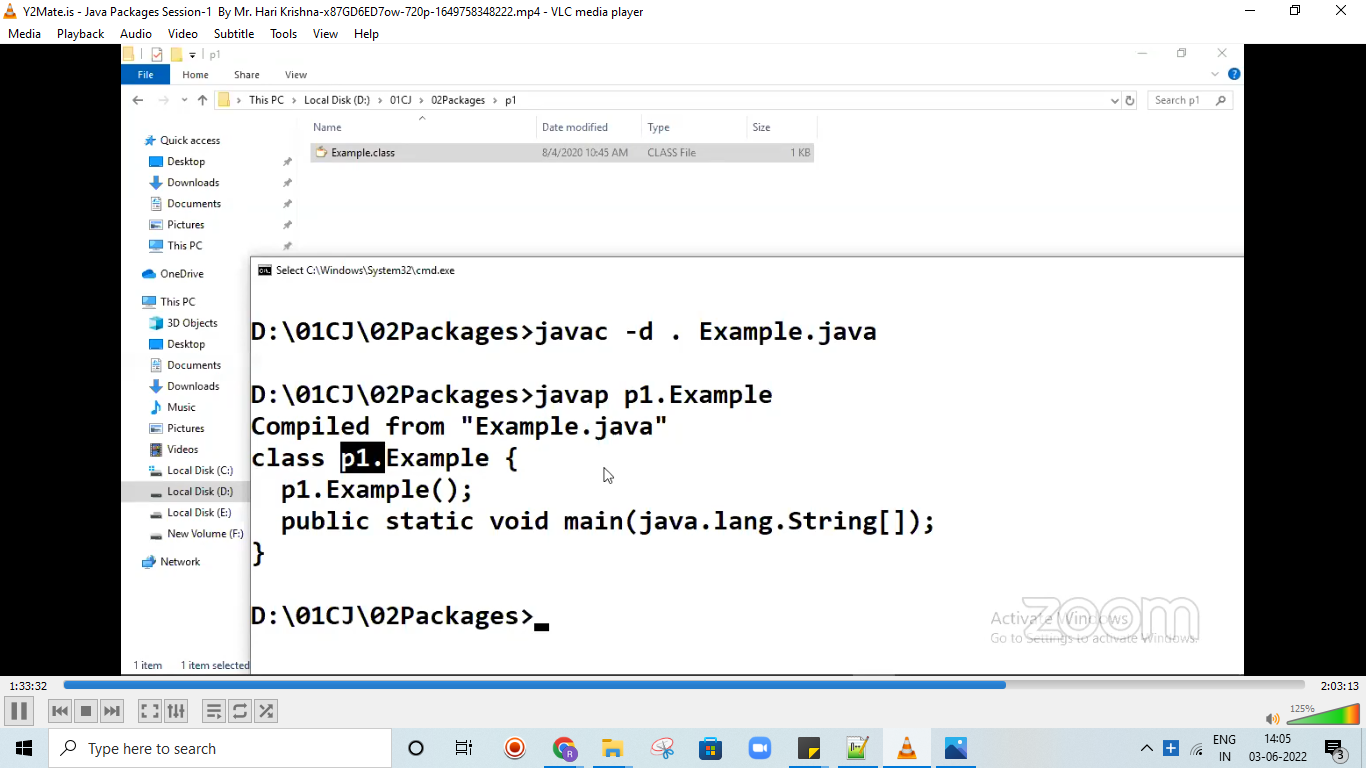 Y2Mate.is - Java Packages Session-1  By Mr. Hari Krishna-x87GD6ED7ow-720p-1649758348222.mp4 - VLC media player
Media Playback Audio Video Subtitle Tools View Help
p1
File Home Share View
This PC > Local Disk (D:) > 01CJ > 02Packages > p1
Search p1
Name Date modified Type Size
Example.class 8/4/2020 10:45 AM CLASS File 1 KB
Quick access
Desktop
Downloads
Documents
Pictures
This PC
OneDrive
This PC
3D Objects
Desktop
Documents
Downloads
Music
Pictures
Videos
Local Disk (C:)
Local Disk (D:)
Local Disk (E:)
New Volume (F:)
Network
1 item 1 item selected
Select C:\Windows\System32\cmd.exe
D:\01CJ\02Packages>javac -d . Example.java
D:\01CJ\02Packages>javap p1.Example
Compiled from "Example.java"
class p1.Example {
p1.Example();
public static void main(java.lang.String[]);
}
D:\01CJ\02Packages>
zoom
Activate Windows
Go to Settings to activate Windows.
1:33:32 2:03:13
125%
Type here to search
ENG
IN
14:05
03-06-2022
3